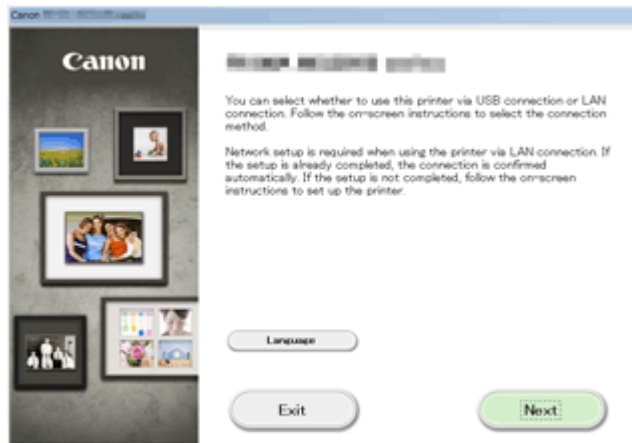 Canon
Canon
You can select whether to use this printer via USB connection or LAN
connection. Follow the on-screen instructions to select the connection
method.
Network setup is required when using the printer via LAN connection. If
the setup is already completed, the connection is confirmed
automatically. If the setup is not completed, follow the on-screen
instructions to set up the printer.
Language
Exit
Next